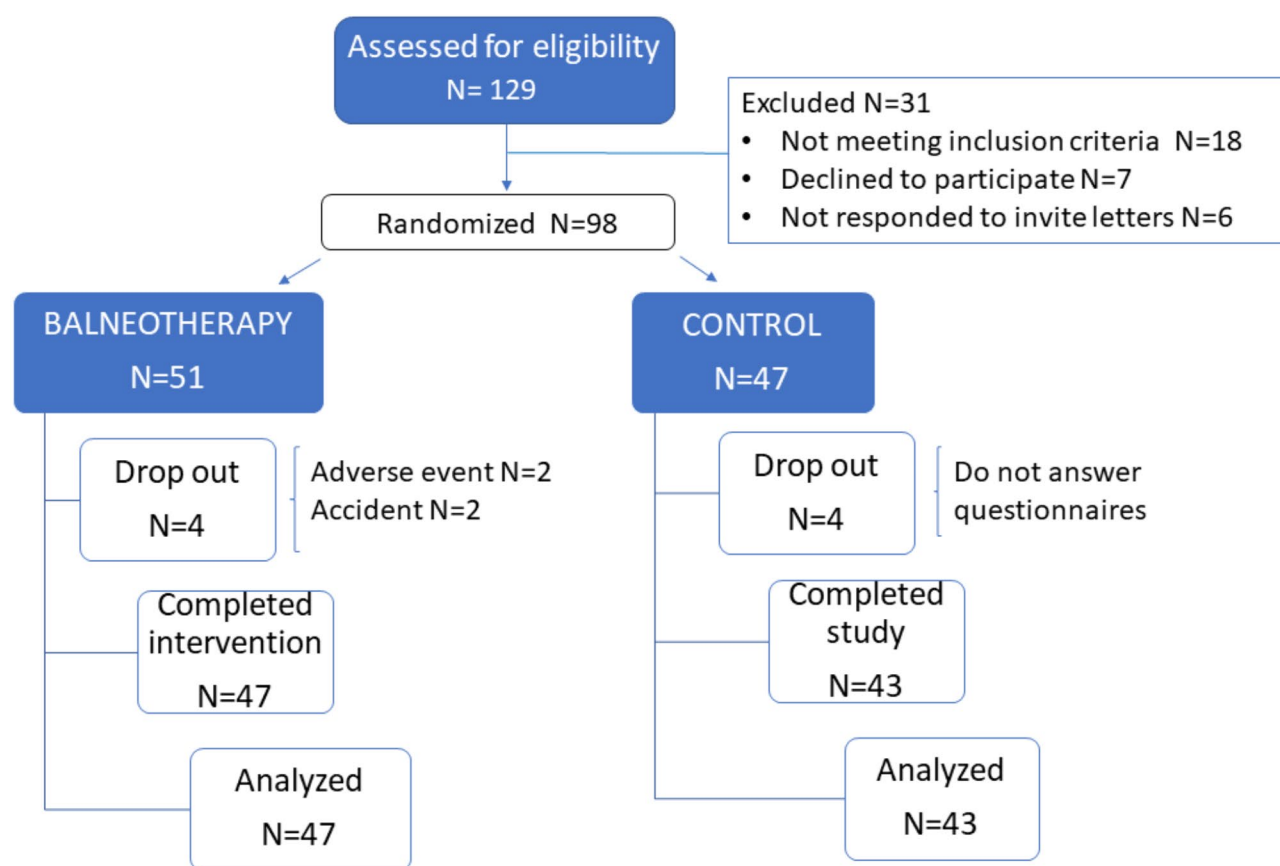 Assessed for eligibility
N= 129
Excluded N=31
• Not meeting inclusion criteria N=18
• Declined to participate N=7
• Not responded to invite letters N=6
Randomized N=98
BALNEOTHERAPY
N=51
CONTROL
N=47
Drop out
N=4
Adverse event N=2
Accident N=2
Drop out
N=4
Do not answer
questionnaires
Completed
intervention
N=47
Completed
study
N=43
Analyzed
N=47
Analyzed
N=43